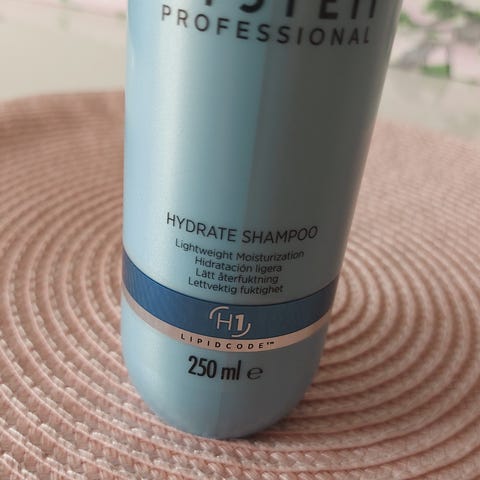 PROFESSIONAL
HYDRATE SHAMPOO
Lightweight Moisturization
Hidratación ligera
Lätt återfuktning
Lettvektig fuktighet
H1
LIPIDCODE™
250 ml ℮